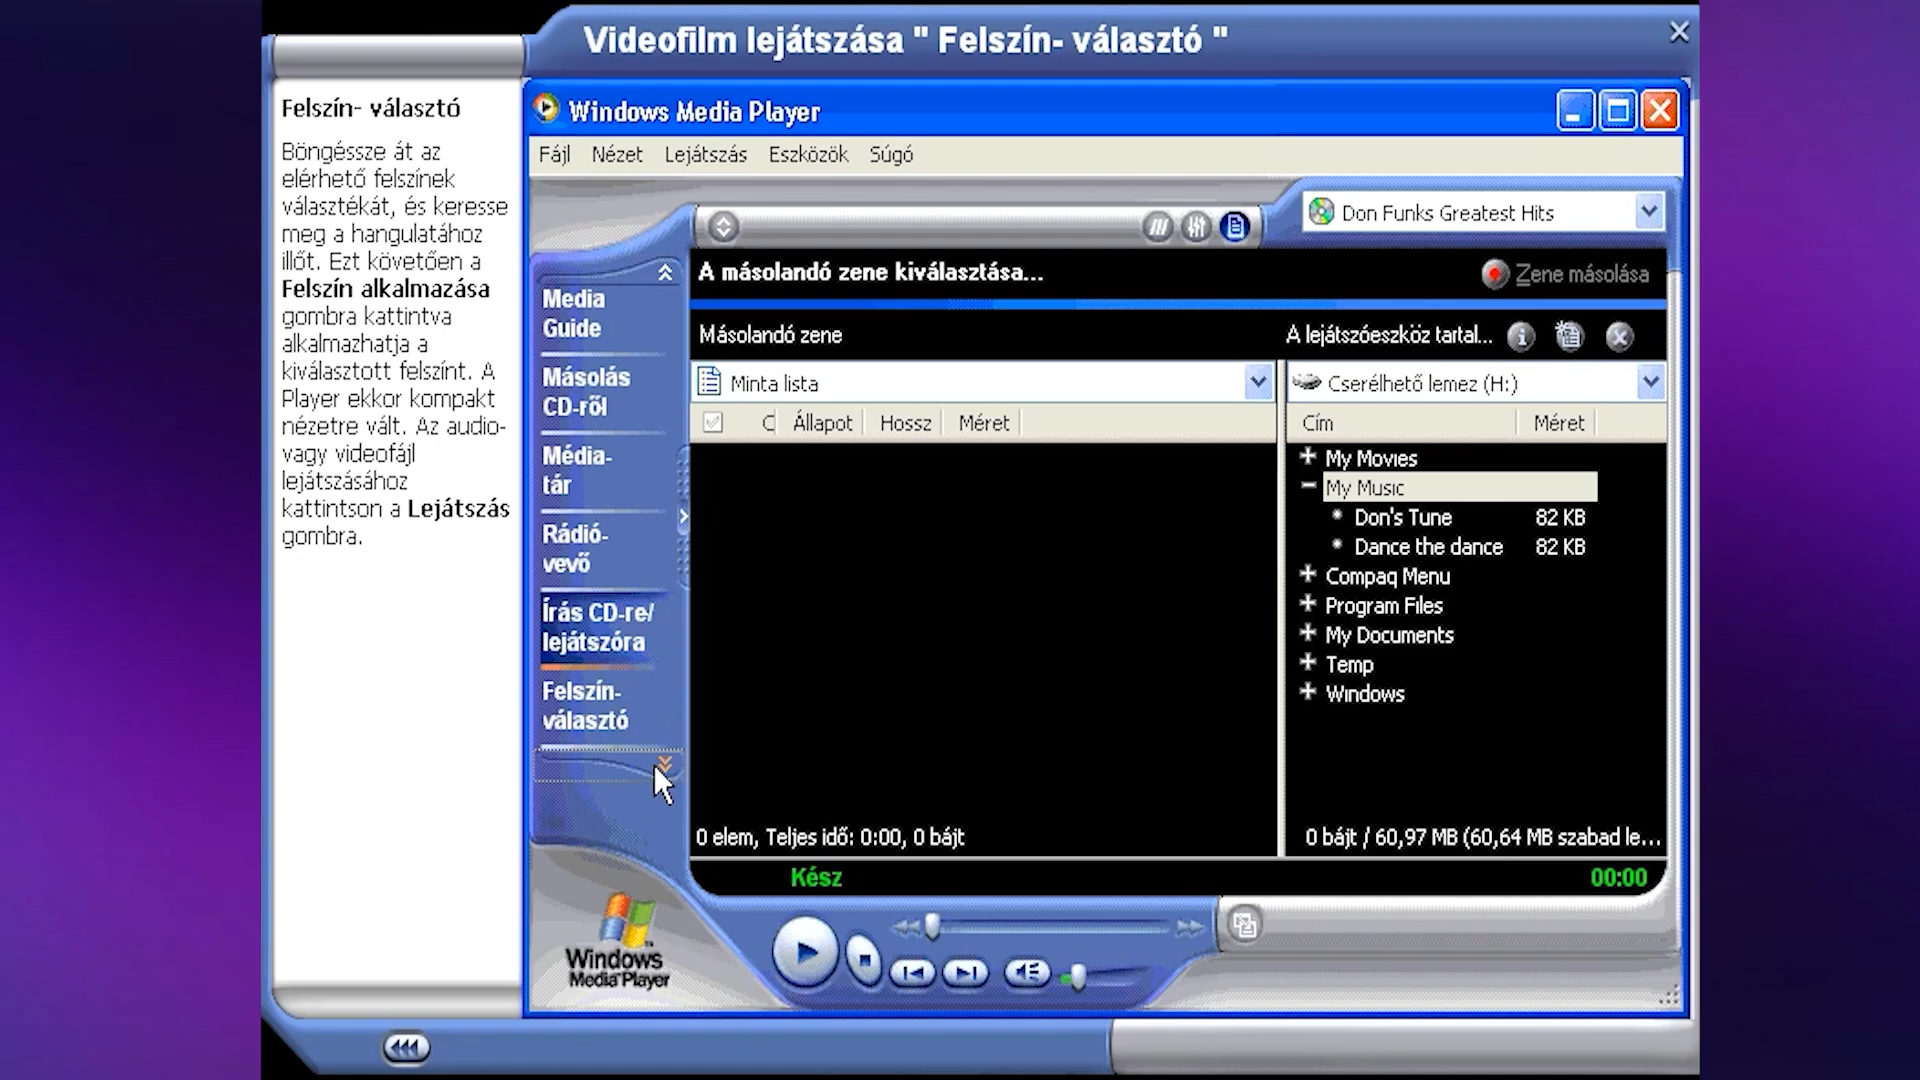 Videofilm lejátszása " Felszín- választó "
Felszín- választó
Böngéssze át az
elérhető felszínek
választékát, és keresse
meg a hangulatához
illőt. Ezt követően a
Felszín alkalmazása
gombra kattintva
alkalmazhatja a
kiválasztott felszínt. A
Player ekkor kompakt
nézetre vált. Az audio-
vagy videofájl
lejátszásához
kattintson a Lejátszás
gombra.
Windows Media Player
Fájl Nézet Lejátszás Eszközök Súgó
Don Funks Greatest Hits
Media
Guide
Másolás
CD-ről
Média-
tár
Rádió-
vevő
Írás CD-re/
lejátszóra
Felszín-
választó
A másolandó zene kiválasztása...
Zene másolása
Másolandó zene
A lejátszóeszköz tartal...
Minta lista
Cserélhető lemez (H:)
C Állapot Hossz Méret
Cím Méret
My Movies
My Music
Don's Tune 82 KB
Dance the dance 82 KB
Compaq Menu
Program Files
My Documents
Temp
Windows
0 elem, Teljes idő: 0:00, 0 bájt
0 bájt / 60,97 MB (60,64 MB szabad le...
Kész 00:00
Windows
Media Player